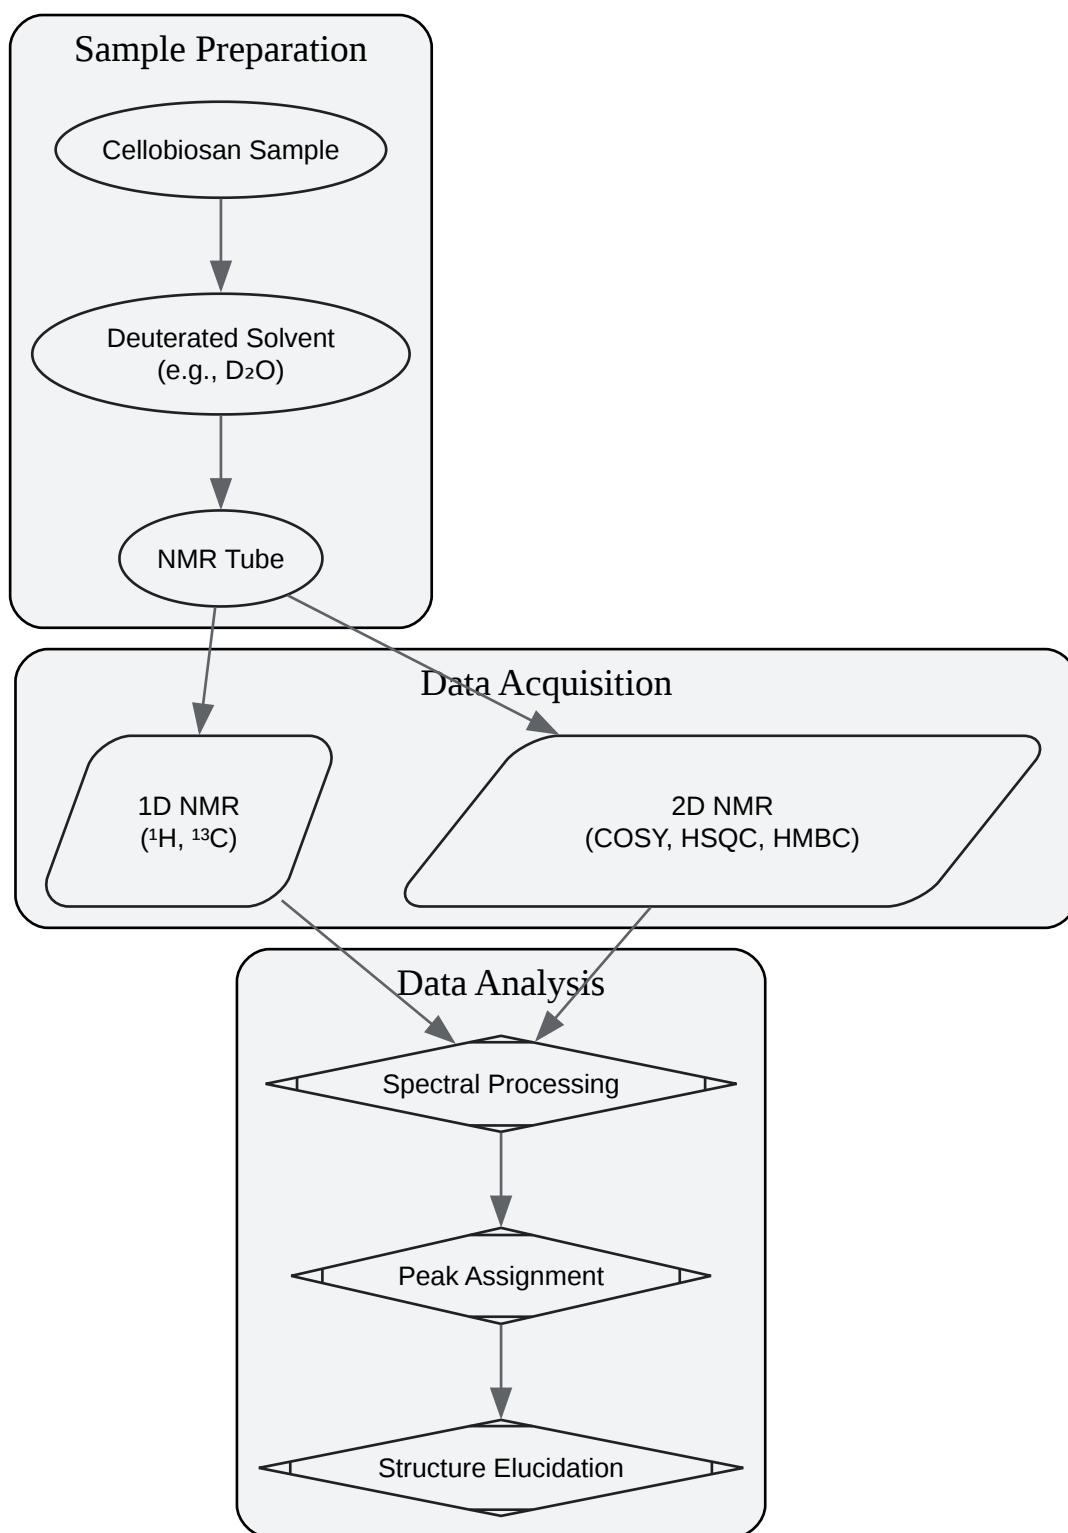 Sample Preparation
Cellobiosan Sample
Deuterated Solvent
(e.g., D₂O)
NMR Tube
Data Acquisition
1D NMR
(¹H, ¹³C)
2D NMR
(COSY, HSQC, HMBC)
Data Analysis
Spectral Processing
Peak Assignment
Structure Elucidation